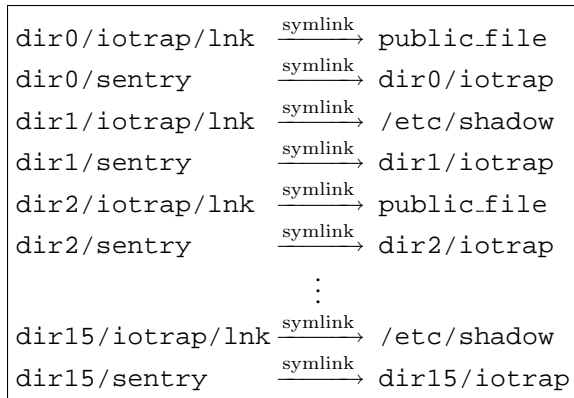 dir0/iotrap/lnk symlink⟶ public_file
dir0/sentry symlink⟶ dir0/iotrap
dir1/iotrap/lnk symlink⟶ /etc/shadow
dir1/sentry symlink⟶ dir1/iotrap
dir2/iotrap/lnk symlink⟶ public_file
dir2/sentry symlink⟶ dir2/iotrap
⋮
dir15/iotrap/lnk symlink⟶ /etc/shadow
dir15/sentry symlink⟶ dir15/iotrap